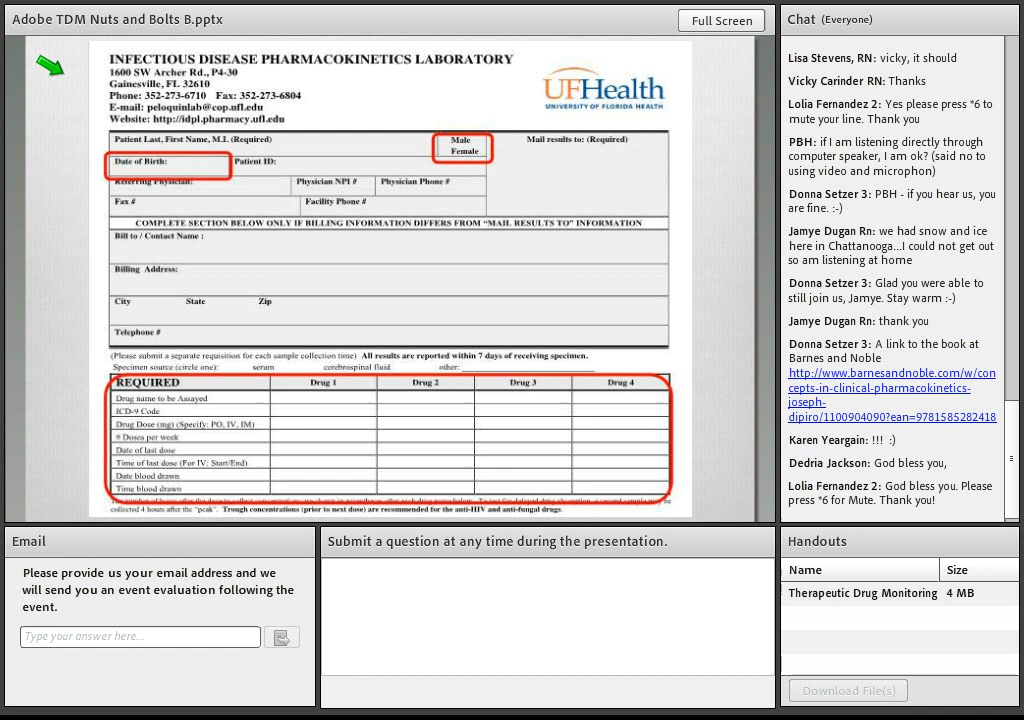 Adobe TDM Nuts and Bolts B.pptx
Full Screen
INFECTIOUS DISEASE PHARMACOKINETICS LABORATORY
1600 SW Archer Rd., P4-30
Gainesville, FL 32610
Phone: 352-273-6710 Fax: 352-273-6804
E-mail: peloquinlab@cop.ufl.edu
Website: http://idpl.pharmacy.ufl.edu
UFHealth
UNIVERSITY OF FLORIDA HEALTH
Patient Last, First Name, M.I. (Required)
Male
Female
Mail results to: (Required)
Date of Birth:
Patient ID:
Referring Physician:
Physician NPI #
Physician Phone #
Fax #
Facility Phone #
COMPLETE SECTION BELOW ONLY IF BILLING INFORMATION DIFFERS FROM “MAIL RESULTS TO” INFORMATION
Bill to / Contact Name :
Billing Address:
City State Zip
Telephone #
(Please submit a separate requisition for each sample collection time) All results are reported within 7 days of receiving specimen.
Specimen source (circle one): serum cerebrospinal fluid other:
REQUIRED Drug 1 Drug 2 Drug 3 Drug 4
Drug name to be Assayed
ICD-9 Code
Drug Dose (mg) (Specify: PO, IV, IM)
# Doses per week
Date of last dose
Time of last dose (For IV: Start/End)
Date blood drawn
Time blood drawn
collected 4 hours after the “peak”. Trough concentrations (prior to next dose) are recommended for the anti-HIV and anti-fungal drugs.
Chat (Everyone)
Lisa Stevens, RN: vicky, it should
Vicky Carinder RN: Thanks
Lolia Fernandez 2: Yes please press *6 to
mute your line. Thank you
PBH: if I am listening directly through
computer speaker, I am ok? (said no to
using video and microphon)
Donna Setzer 3: PBH - if you hear us, you
are fine. :-)
Jamye Dugan Rn: we had snow and ice
here in Chattanooga...I could not get out
so am listening at home
Donna Setzer 3: Glad you were able to
still join us, Jamye. Stay warm :-)
Jamye Dugan Rn: thank you
Donna Setzer 3: A link to the book at
Barnes and Noble
http://www.barnesandnoble.com/w/con
cepts-in-clinical-pharmacokinetics-
joseph-
dipiro/1100904090?ean=9781585282418
Karen Yeargain: !!! :)
Dedria Jackson: God bless you,
Lolia Fernandez 2: God bless you. Please
press *6 for Mute. Thank you!
Email
Please provide us your email address and we
will send you an event evaluation following the
event.
Type your answer here...
Submit a question at any time during the presentation.
Handouts
Name Size
Therapeutic Drug Monitoring 4 MB
Download File(s)